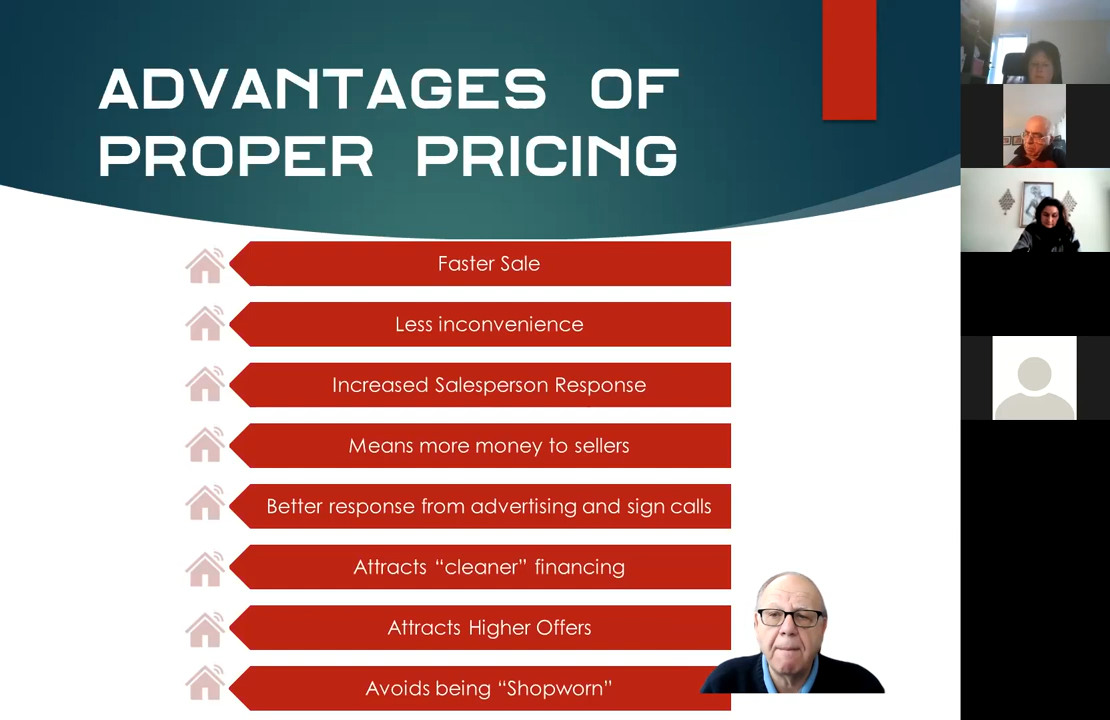 ADVANTAGES OF
PROPER PRICING
Faster Sale
Less inconvenience
Increased Salesperson Response
Means more money to sellers
Better response from advertising and sign calls
Attracts “cleaner” financing
Attracts Higher Offers
Avoids being “Shopworn”